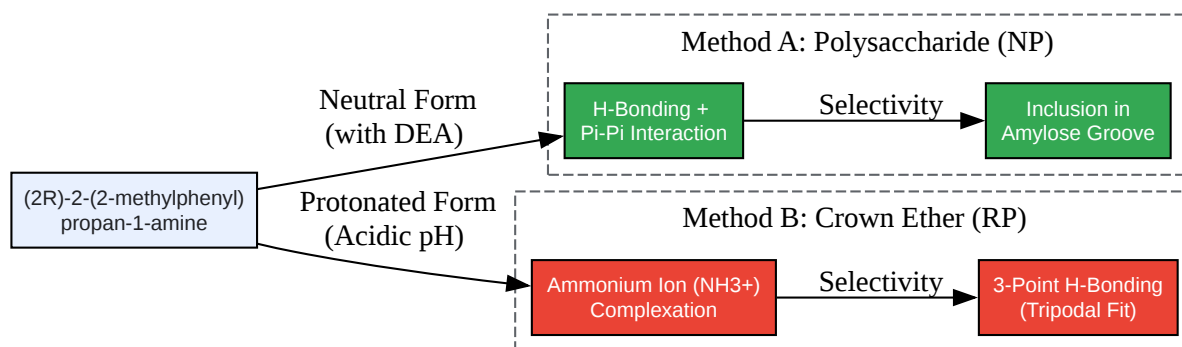 (2R)-2-(2-methylphenyl)
propan-1-amine
Neutral Form
(with DEA)
Protonated Form
(Acidic pH)
Method A: Polysaccharide (NP)
H-Bonding +
Pi-Pi Interaction
Selectivity
Inclusion in
Amylose Groove
Method B: Crown Ether (RP)
Ammonium Ion (NH3+)
Complexation
Selectivity
3-Point H-Bonding
(Tripodal Fit)